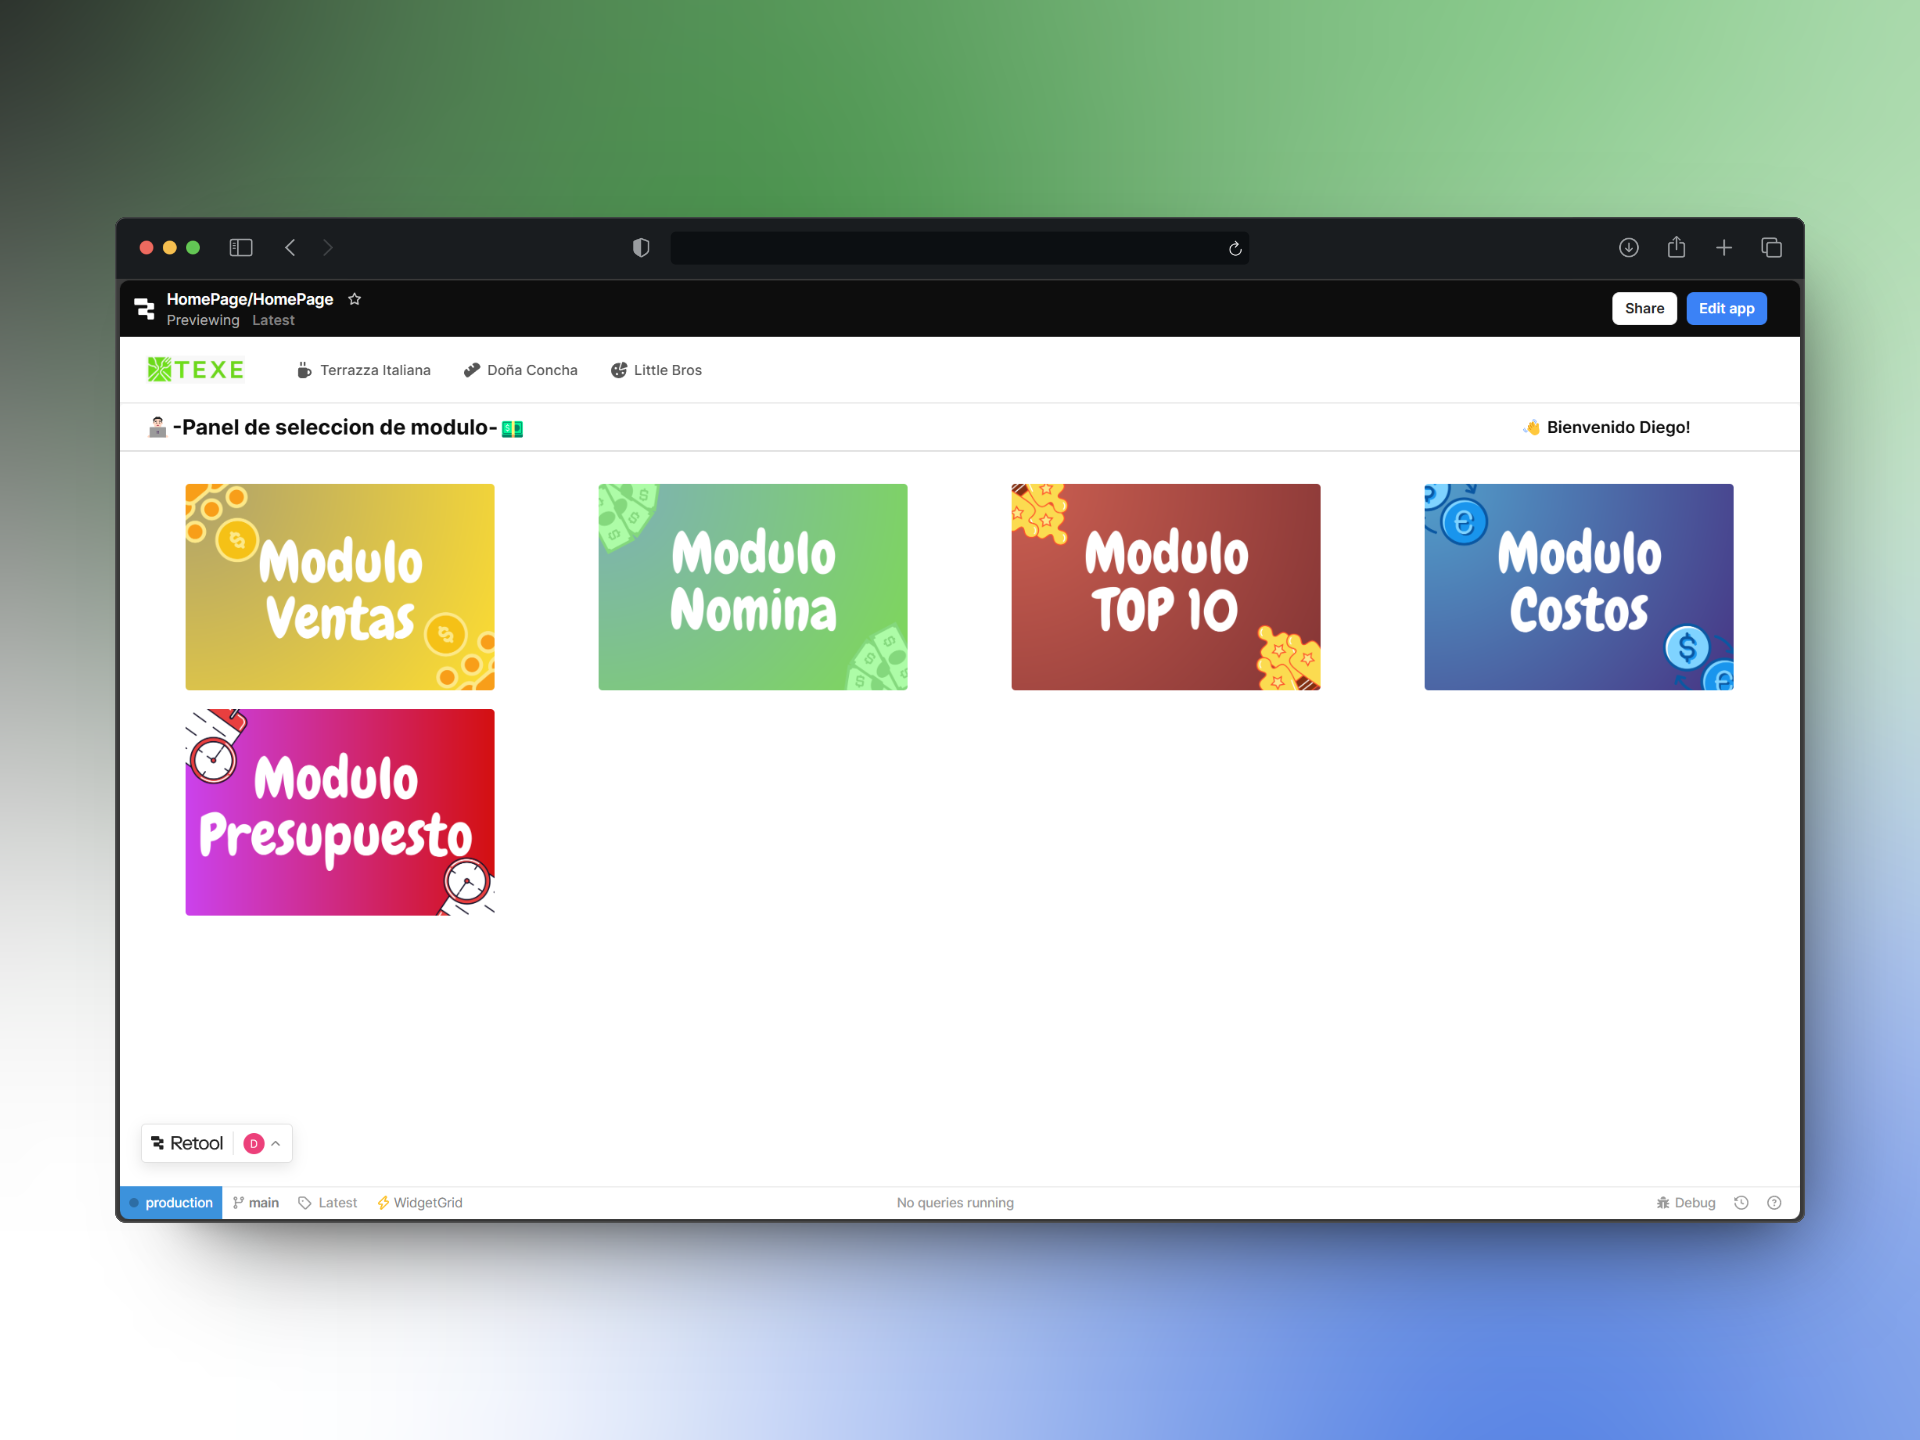 HomePage/HomePage
Previewing Latest
Share
Edit app
TEXE
Terrazza Italiana
Doña Concha
Little Bros
-Panel de seleccion de modulo-
Bienvenido Diego!
Modulo
Ventas
Modulo
Nomina
Modulo
TOP 10
Modulo
Costos
Modulo
Presupuesto
Retool
D
production
main
Latest
WidgetGrid
No queries running
Debug